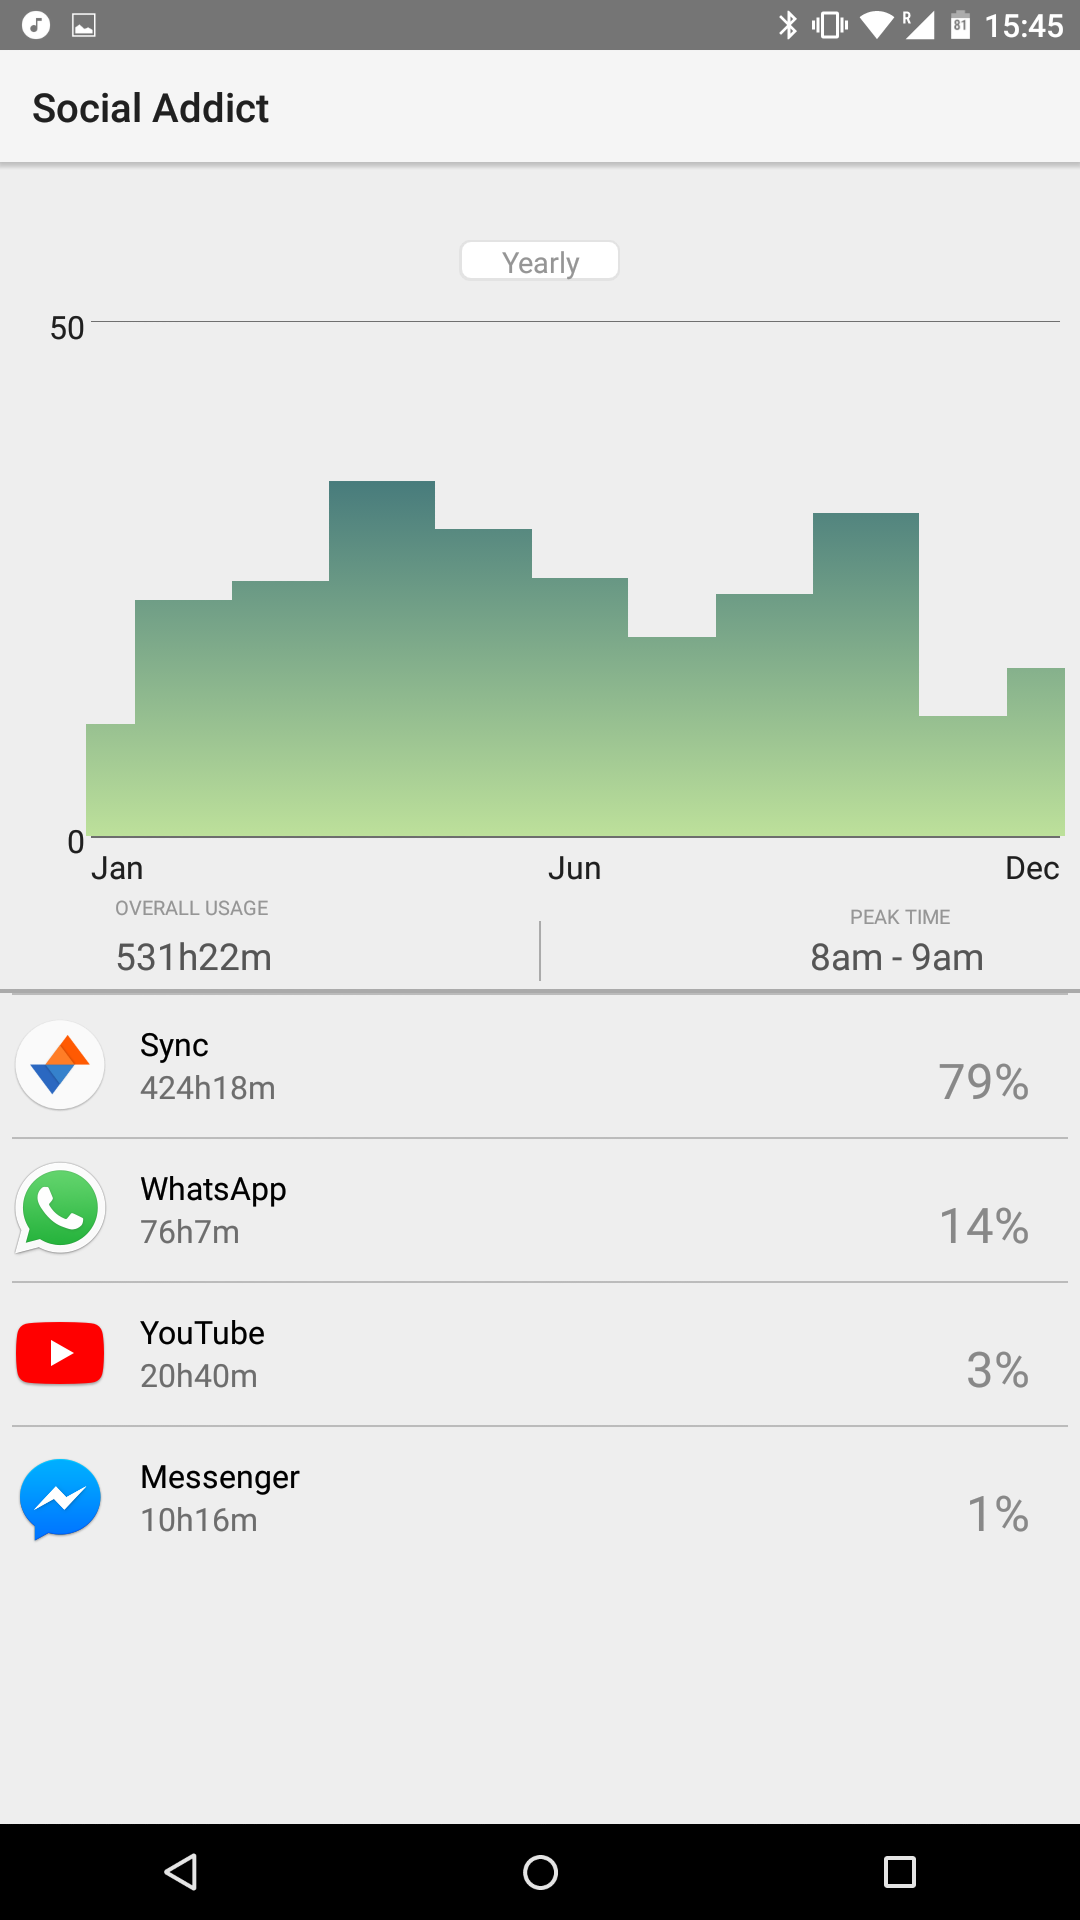 R
81
15:45
Social Addict
Yearly
50
0
Jan Jun Dec
OVERALL USAGE
PEAK TIME
531h22m
8am - 9am
Sync
424h18m
79%
WhatsApp
76h7m
14%
YouTube
20h40m
3%
Messenger
10h16m
1%